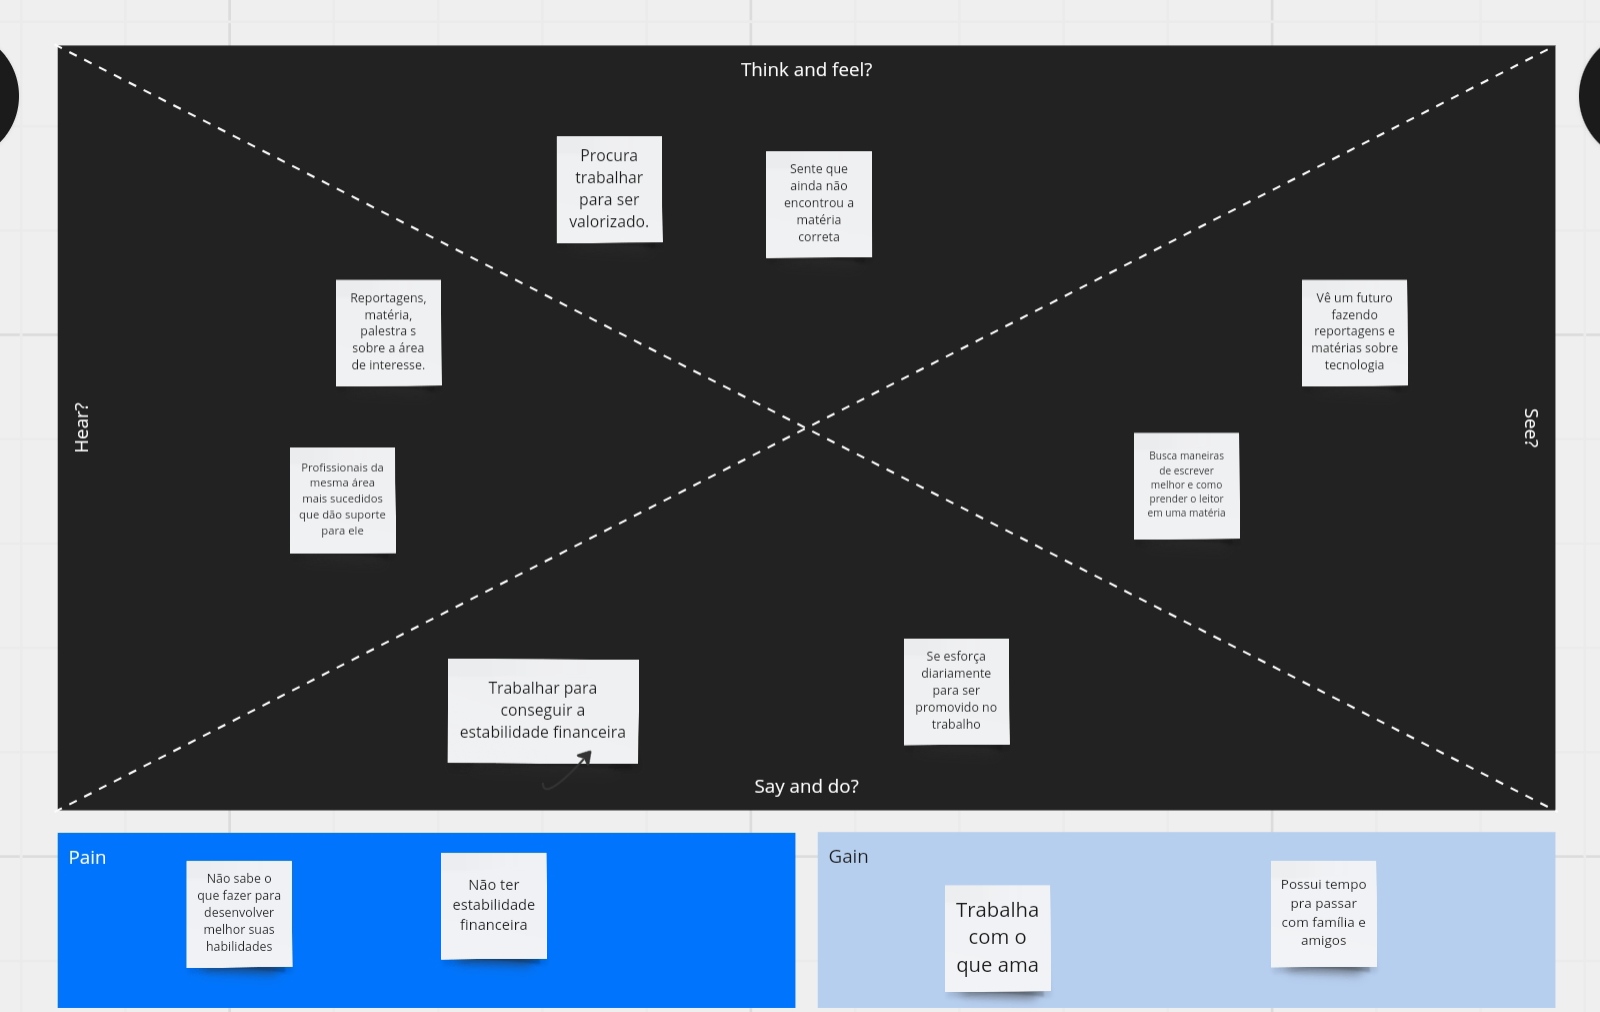 Think and feel?
Procura
trabalhar
para ser
valorizado.
Sente que
ainda não
encontrou a
matéria
correta
Reportagens,
matéria,
palestra s
sobre a área
de interesse.
Vê um futuro
fazendo
reportagens e
matérias sobre
tecnologia
Hear?
See?
Profissionais da
mesma área
mais sucedidos
que dão suporte
para ele
Busca maneiras
de escrever
melhor e como
prender o leitor
em uma matéria
Trabalhar para
conseguir a
estabilidade financeira
Se esforça
diariamente
para ser
promovido no
trabalho
Say and do?
Pain
Não sabe o
que fazer para
desenvolver
melhor suas
habilidades
Não ter
estabilidade
financeira
Gain
Trabalha
com o
que ama
Possui tempo
pra passar
com família e
amigos